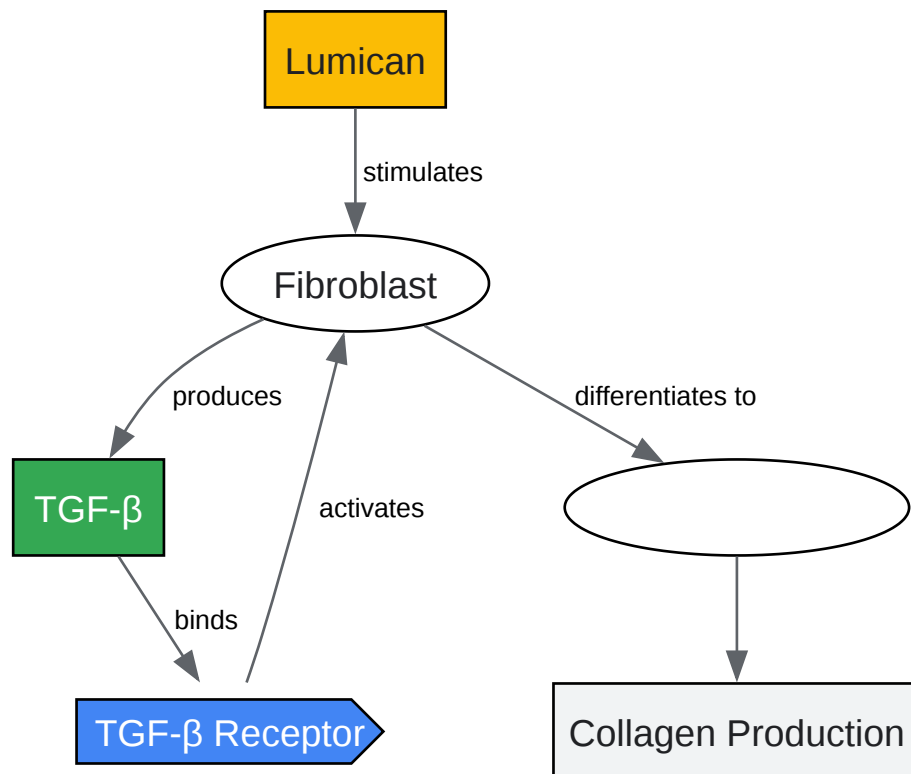 Lumican
stimulates
Fibroblast
produces
differentiates to
TGF-β
activates
binds
TGF-β Receptor
Collagen Production